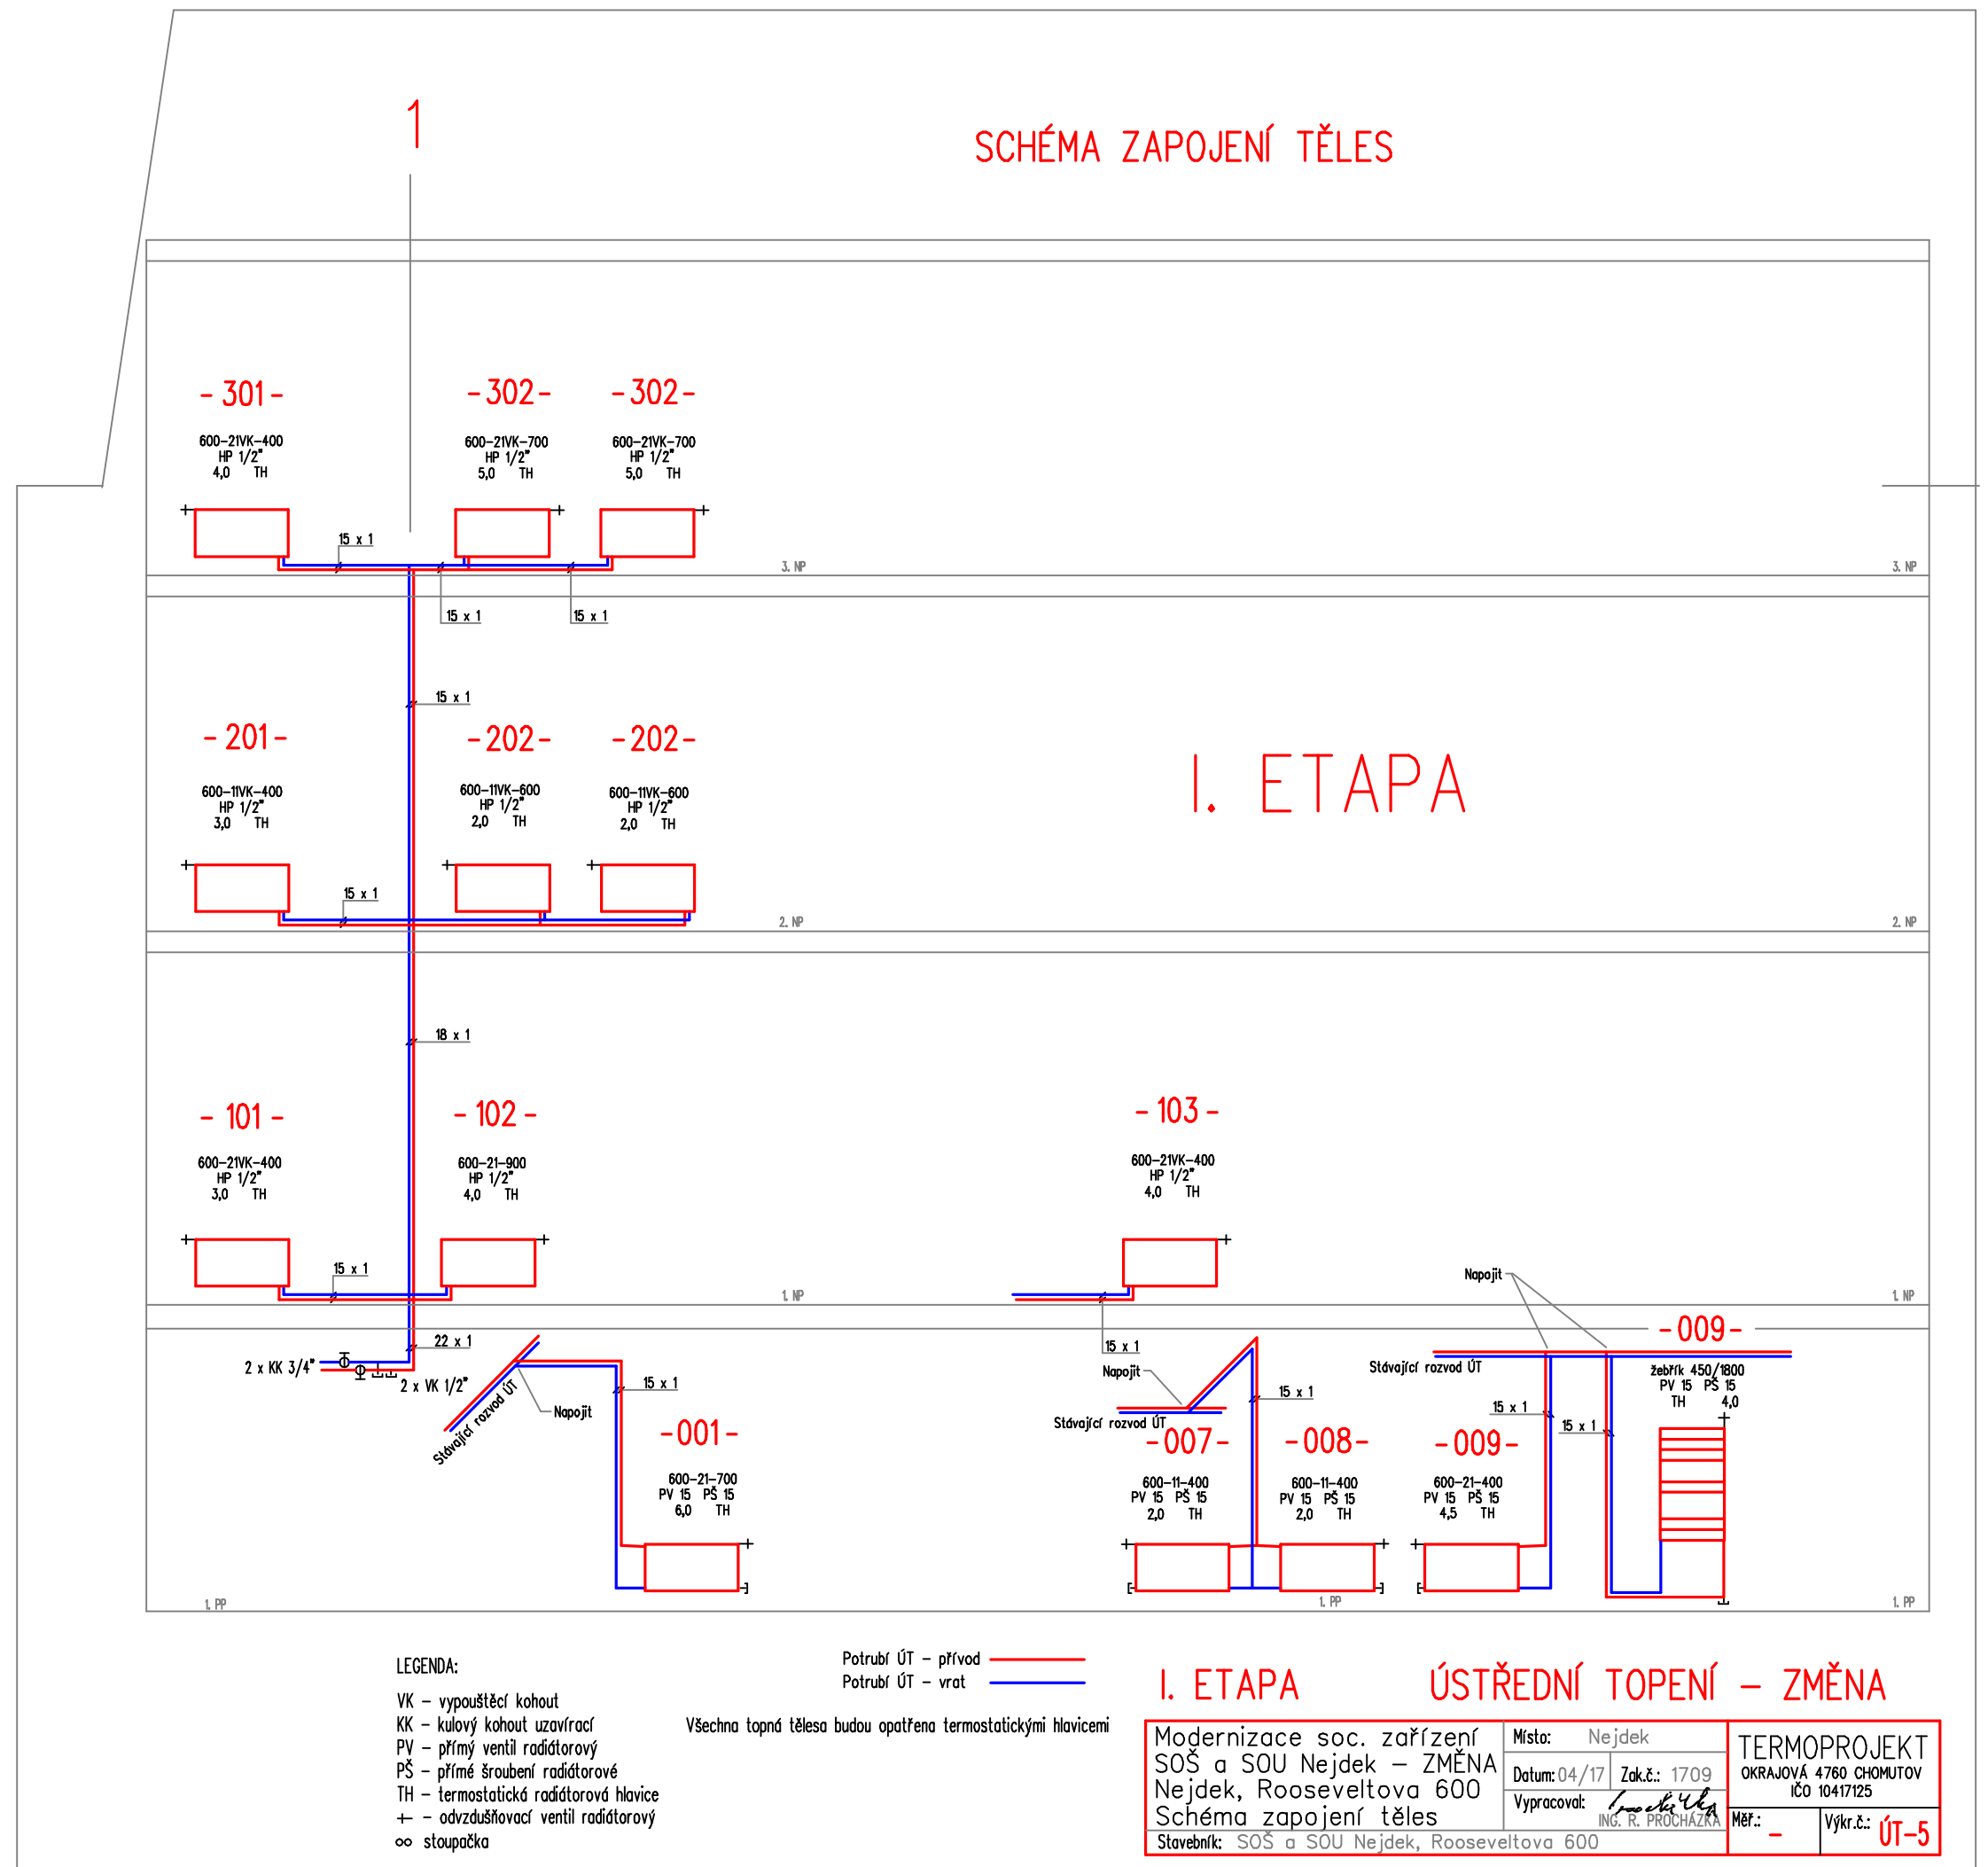 1
SCHÉMA ZAPOJENÍ TĚLES
-301-
600-21VK-400
HP 1/2"
4,0 TH
-302-
600-21VK-700
HP 1/2"
5,0 TH
-302-
600-21VK-700
HP 1/2"
5,0 TH
15 x 1
3. NP
3. NP
15 x 1
15 x 1
15 x 1
-201-
600-11VK-400
HP 1/2"
3,0 TH
-202-
600-11VK-600
HP 1/2"
2,0 TH
-202-
600-11VK-600
HP 1/2"
2,0 TH
I. ETAPA
15 x 1
2. NP
2. NP
18 x 1
-101-
600-21VK-400
HP 1/2"
3,0 TH
-102-
600-21-900
HP 1/2"
4,0 TH
-103-
600-21VK-400
HP 1/2"
4,0 TH
15 x 1
Napojit
1. NP
1. NP
22 x 1
15 x 1
2 x KK 3/4"
2 x VK 1/2"
Stávající rozvod ÚT
Napojit
15 x 1
-001-
600-21-700
PV 15 PŠ 15
6,0 TH
Napojit
Stávající rozvod ÚT
15 x 1
-007-
600-11-400
PV 15 PŠ 15
2,0 TH
-008-
600-11-400
PV 15 PŠ 15
2,0 TH
Stávající rozvod ÚT
15 x 1
15 x 1
-009-
600-21-400
PV 15 PŠ 15
4,5 TH
-009-
žebřík 450/1800
PV 15 PŠ 15
TH 4,0
1. PP
1. PP
1. PP
LEGENDA:
VK – vypouštěcí kohout
KK – kulový kohout uzavírací
PV – přímý ventil radiátorový
PŠ – přímé šroubení radiátorové
TH – termostatická radiátorová hlavice
– odvzdušňovací ventil radiátorový
stoupačka
Potrubí ÚT – přívod
Potrubí ÚT – vrat
Všechna topná tělesa budou opatřena termostatickými hlavicemi
I. ETAPA ÚSTŘEDNÍ TOPENÍ – ZMĚNA
Modernizace soc. zařízení
SOŠ a SOU Nejdek – ZMĚNA
Nejdek, Rooseveltova 600
Schéma zapojení těles
Stavebník: SOŠ a SOU Nejdek, Rooseveltova 600
Místo: Nejdek
Datum: 04/17 Zak.č.: 1709
Vypracoval:
ING. R. PROCHÁZKA
TERMOPROJEKT
OKRAJOVÁ 4760 CHOMUTOV
IČO 10417125
Měř.: –
Výkr.č.: ÚT-5